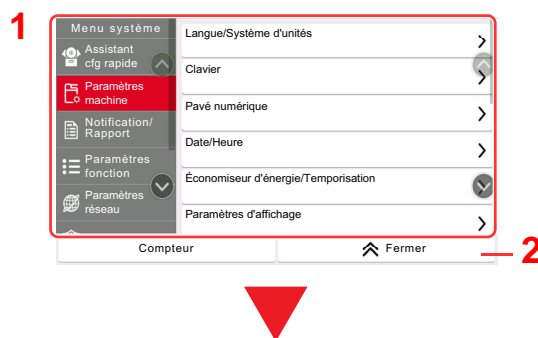 1
Menu système
Assistant
cfg rapide
Paramètres
machine
Notification/
Rapport
Paramètres
fonction
Paramètres
réseau
Langue/Système d'unités
Clavier
Pavé numérique
Date/Heure
Économiseur d'énergie/Temporisation
Paramètres d'affichage
Compteur
Fermer
2